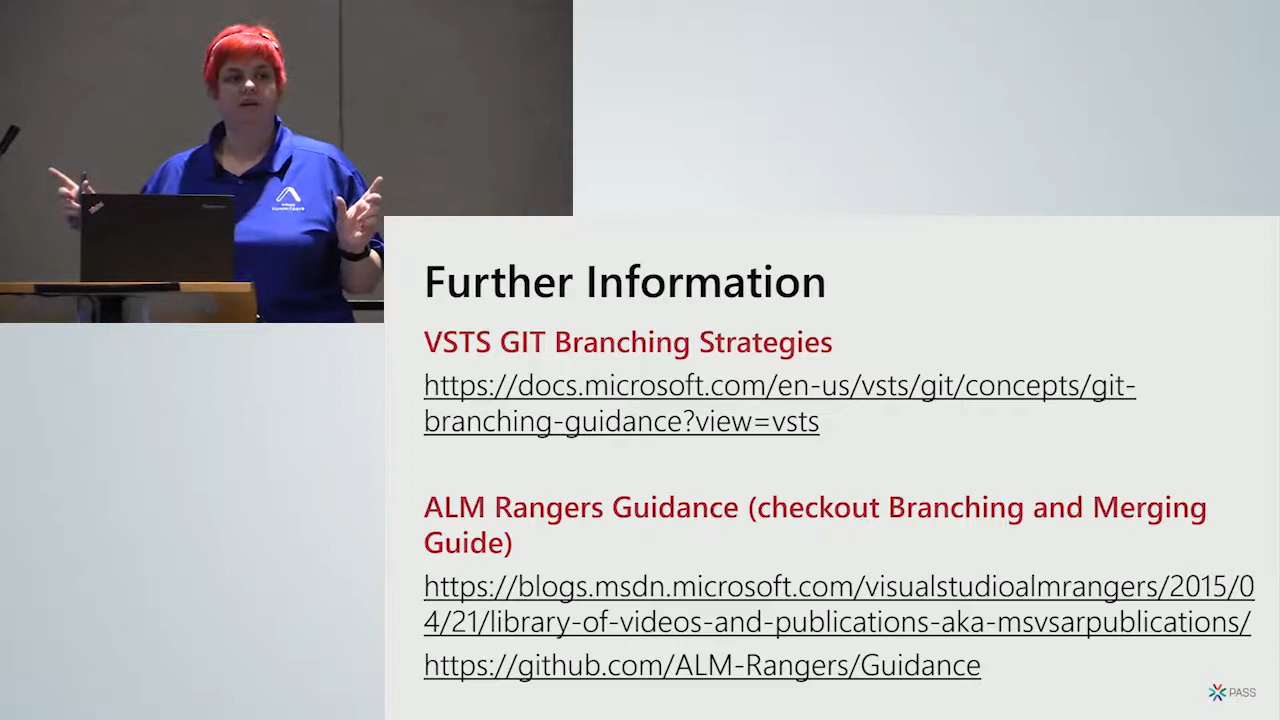 Further Information
VSTS GIT Branching Strategies
https://docs.microsoft.com/en-us/vsts/git/concepts/git-
branching-guidance?view=vsts
ALM Rangers Guidance (checkout Branching and Merging
Guide)
https://blogs.msdn.microsoft.com/visualstudioalmrangers/2015/0
4/21/library-of-videos-and-publications-aka-msvsarpublications/
https://github.com/ALM-Rangers/Guidance
PASS